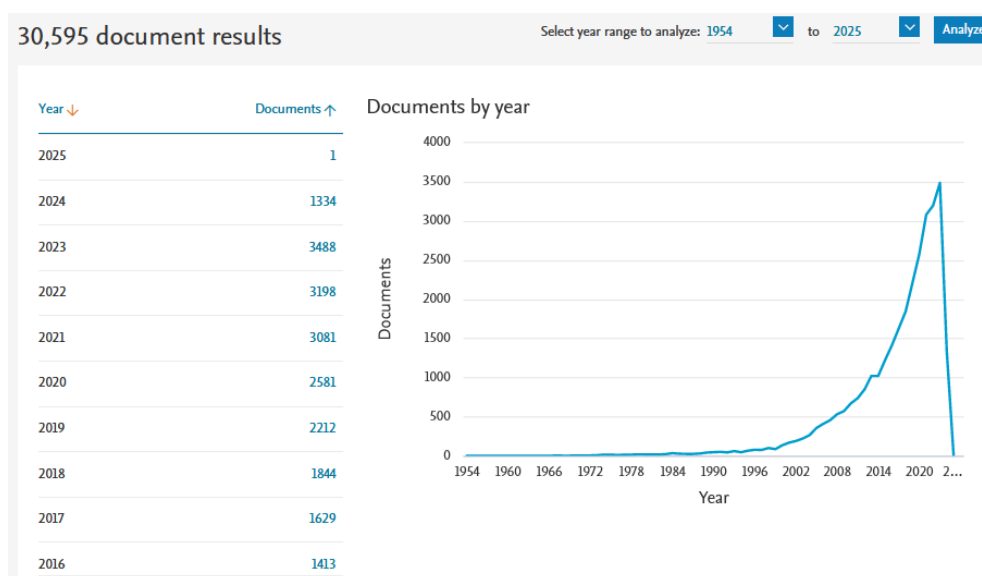 30,595 document results
Select year range to analyze: 1954 to 2025 Analyze
Year Documents
2025 1
2024 1334
2023 3488
2022 3198
2021 3081
2020 2581
2019 2212
2018 1844
2017 1629
2016 1413
Documents by year
4000
3500
3000
2500
2000
1500
1000
500
0
Documents
1954 1960 1966 1972 1978 1984 1990 1996 2002 2008 2014 2020 2...
Year